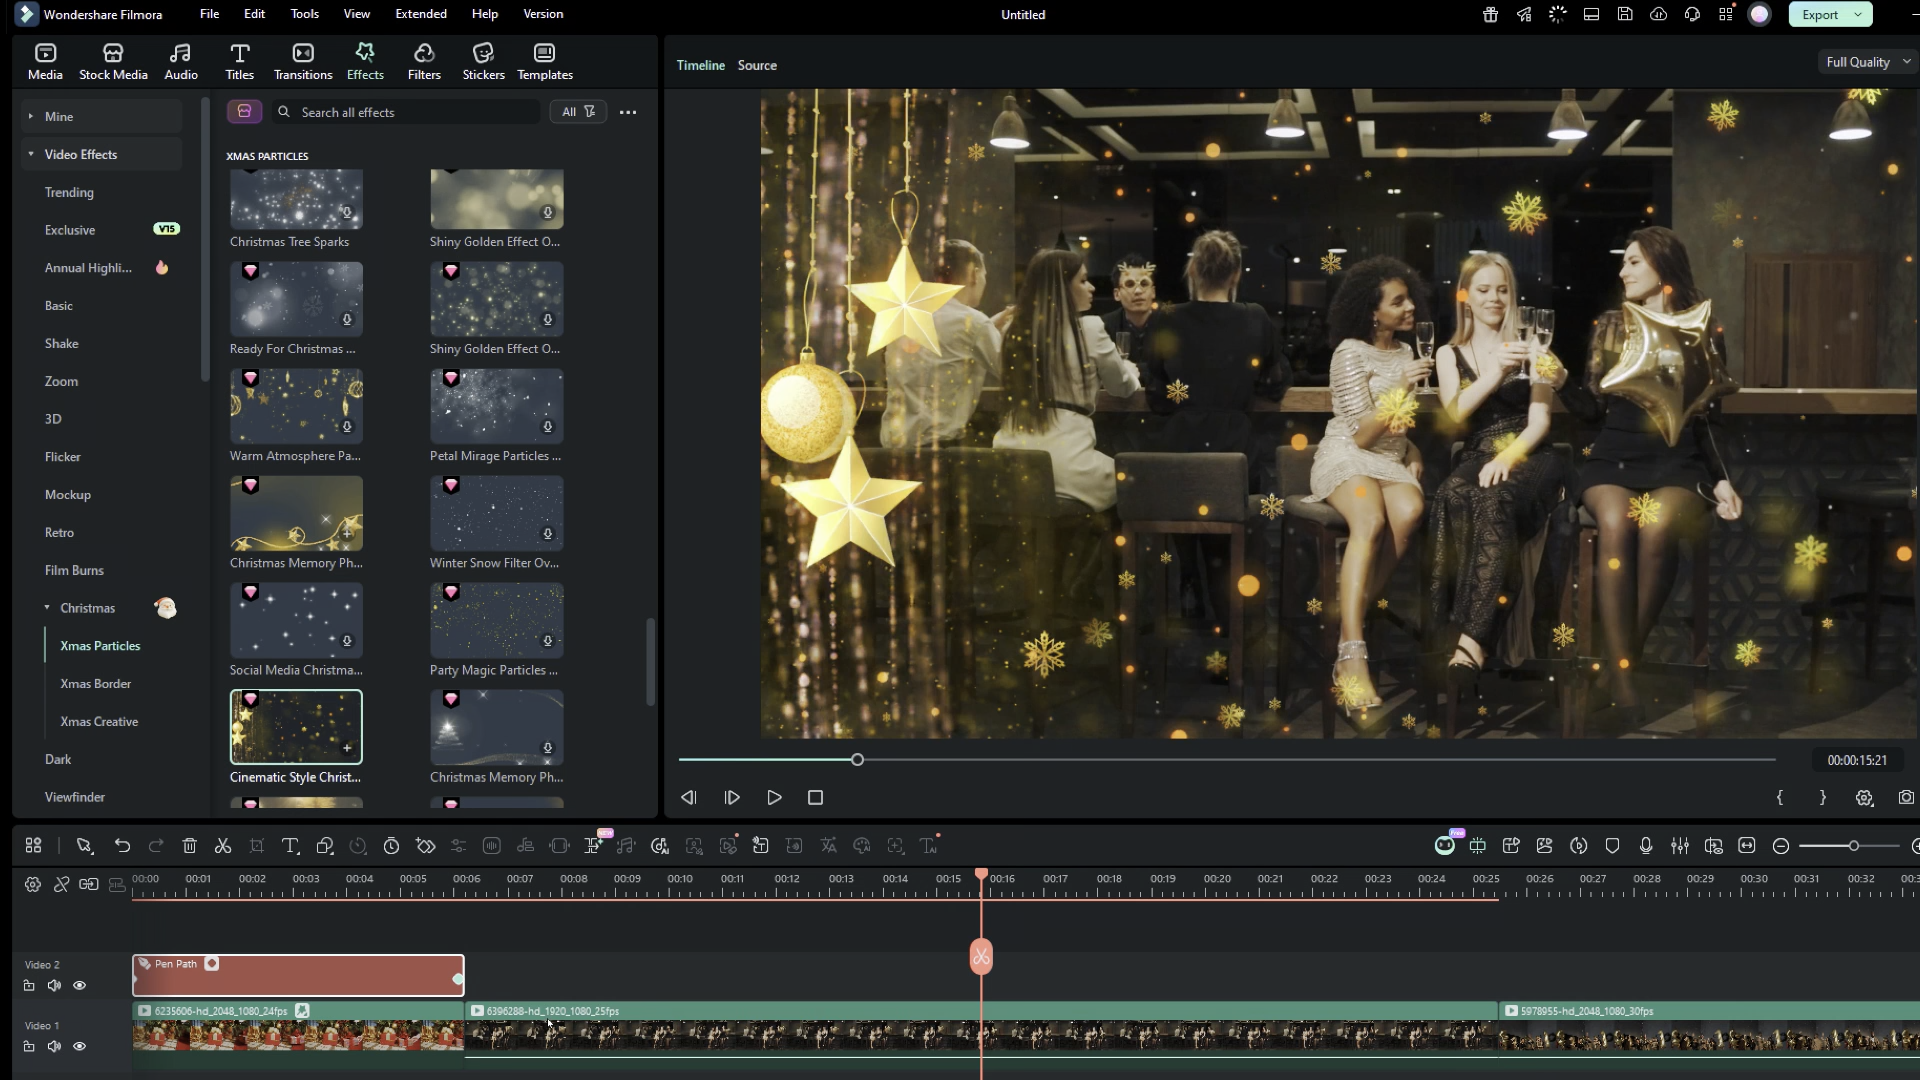 Wondershare Filmora File Edit Tools View Extended Help Version Untitled Export
Media Stock Media Audio Titles Transitions Effects Filters Stickers Templates
Timeline Source Full Quality
Mine
Video Effects
Trending
Exclusive V15
Annual Highli...
Basic
Shake
Zoom
3D
Flicker
Mockup
Retro
Film Burns
Christmas
Xmas Particles
Xmas Border
Xmas Creative
Dark
Viewfinder
Search all effects All
XMAS PARTICLES
Christmas Tree Sparks Shiny Golden Effect O...
Ready For Christmas ... Shiny Golden Effect O...
Warm Atmosphere Pa... Petal Mirage Particles ...
Christmas Memory Ph... Winter Snow Filter Ov...
Social Media Christma... Party Magic Particles ...
Cinematic Style Christ... Christmas Memory Ph...
00:00:15:21
NEW Free
00:00 00:01 00:02 00:03 00:04 00:05 00:06 00:07 00:08 00:09 00:10 00:11 00:12 00:13 00:14 00:15 00:16 00:17 00:18 00:19 00:20 00:21 00:22 00:23 00:24 00:25 00:26 00:27 00:28 00:29 00:30 00:31 00:32
Video 2 Pen Path
Video 1 6235606-hd_2048_1080_24fps 6396288-hd_1920_1080_25fps 5978955-hd_2048_1080_30fps